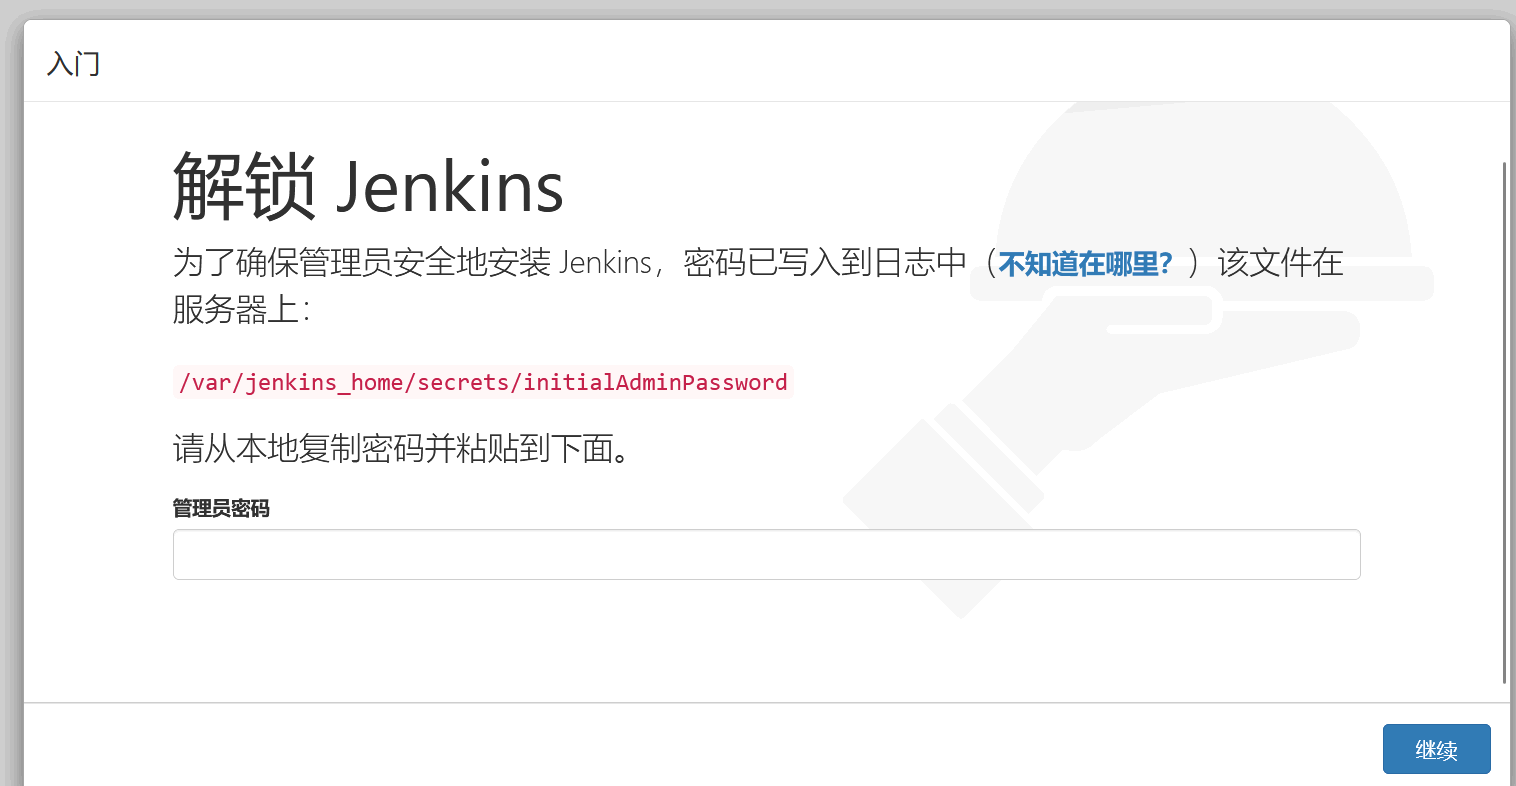 入门
解锁 Jenkins
为了确保管理员安全地安装 Jenkins，密码已写入到日志中（不知道在哪里？）该文件在
服务器上：
/var/jenkins_home/secrets/initialAdminPassword
请从本地复制密码并粘贴到下面。
管理员密码
继续